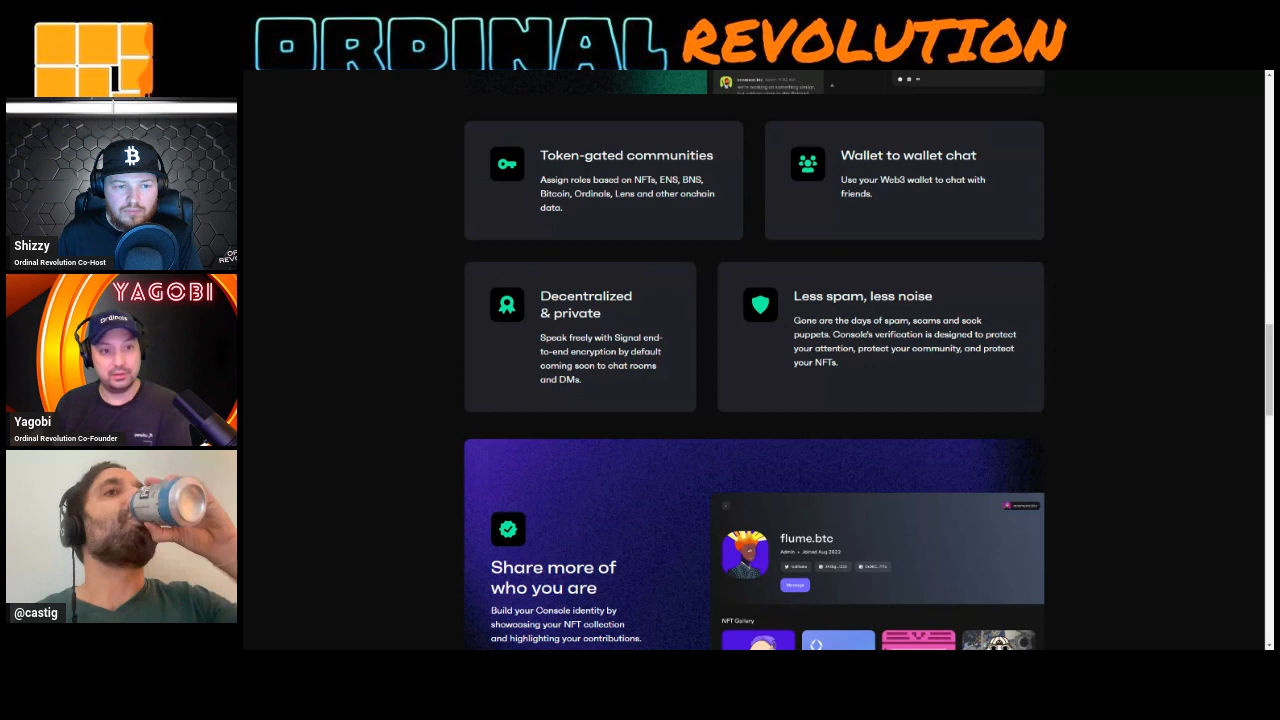 ORDINAL REVOLUTION
Shizzy
Ordinal Revolution Co-Host
YAGOBI
Ordinals
Yagobi
Ordinal Revolution Co-Founder
@castig
Token-gated communities
Assign roles based on NFTs, ENS, BNS,
Bitcoin, Ordinals, Lens and other onchain
data.
Wallet to wallet chat
Use your Web3 wallet to chat with
friends.
Decentralized
& private
Speak freely with Signal end-
to-end encryption by default
coming soon to chat rooms
and DMs.
Less spam, less noise
Gone are the days of spam, scams and sock
puppets. Console's verification is designed to protect
your attention, protect your community, and protect
your NFTs.
Share more of
who you are
Build your Console identity by
showcasing your NFT collection
and highlighting your contributions.
flume.btc
Admin • Joined Aug 2022
Message
NFT Gallery